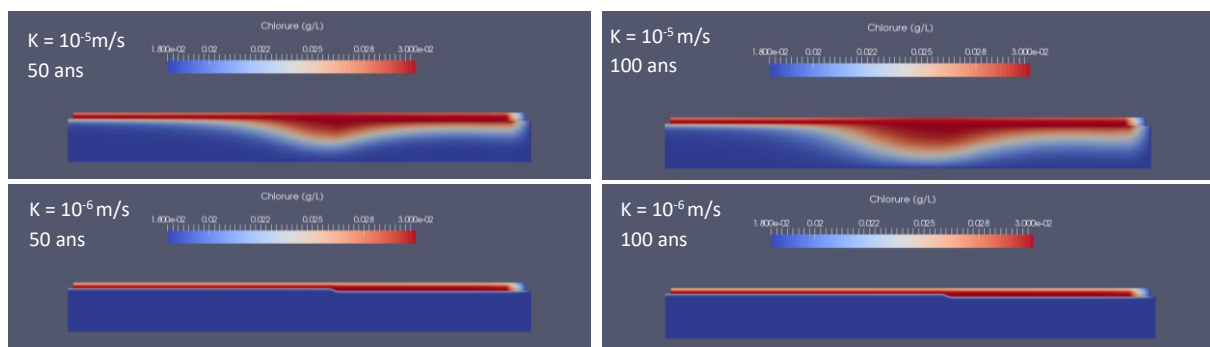 Chlorure (g/L)
K = 10⁻⁵m/s
1.800e-02 0.02 0.022 0.025 0.028 3.000e-02
50 ans
Chlorure (g/L)
K = 10⁻⁵ m/s
1.800e-02 0.02 0.022 0.025 0.028 3.000e-02
100 ans
Chlorure (g/L)
K = 10⁻⁶ m/s
1.800e-02 0.02 0.022 0.025 0.028 3.000e-02
50 ans
Chlorure (g/L)
K = 10⁻⁶ m/s
1.800e-02 0.02 0.022 0.025 0.028 3.000e-02
100 ans